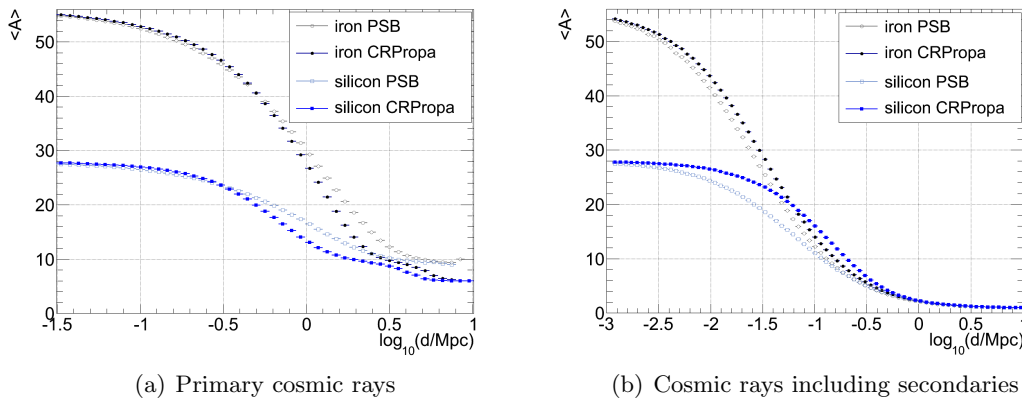 <A>
50
40
30
20
10
0
-1.5
-1
-0.5
0
0.5
1
log10(d/Mpc)
iron PSB
iron CRPropa
silicon PSB
silicon CRPropa
(a) Primary cosmic rays
<A>
50
40
30
20
10
0
-3
-2.5
-2
-1.5
-1
-0.5
0
0.5
1
log10(d/Mpc)
iron PSB
iron CRPropa
silicon PSB
silicon CRPropa
(b) Cosmic rays including secondaries